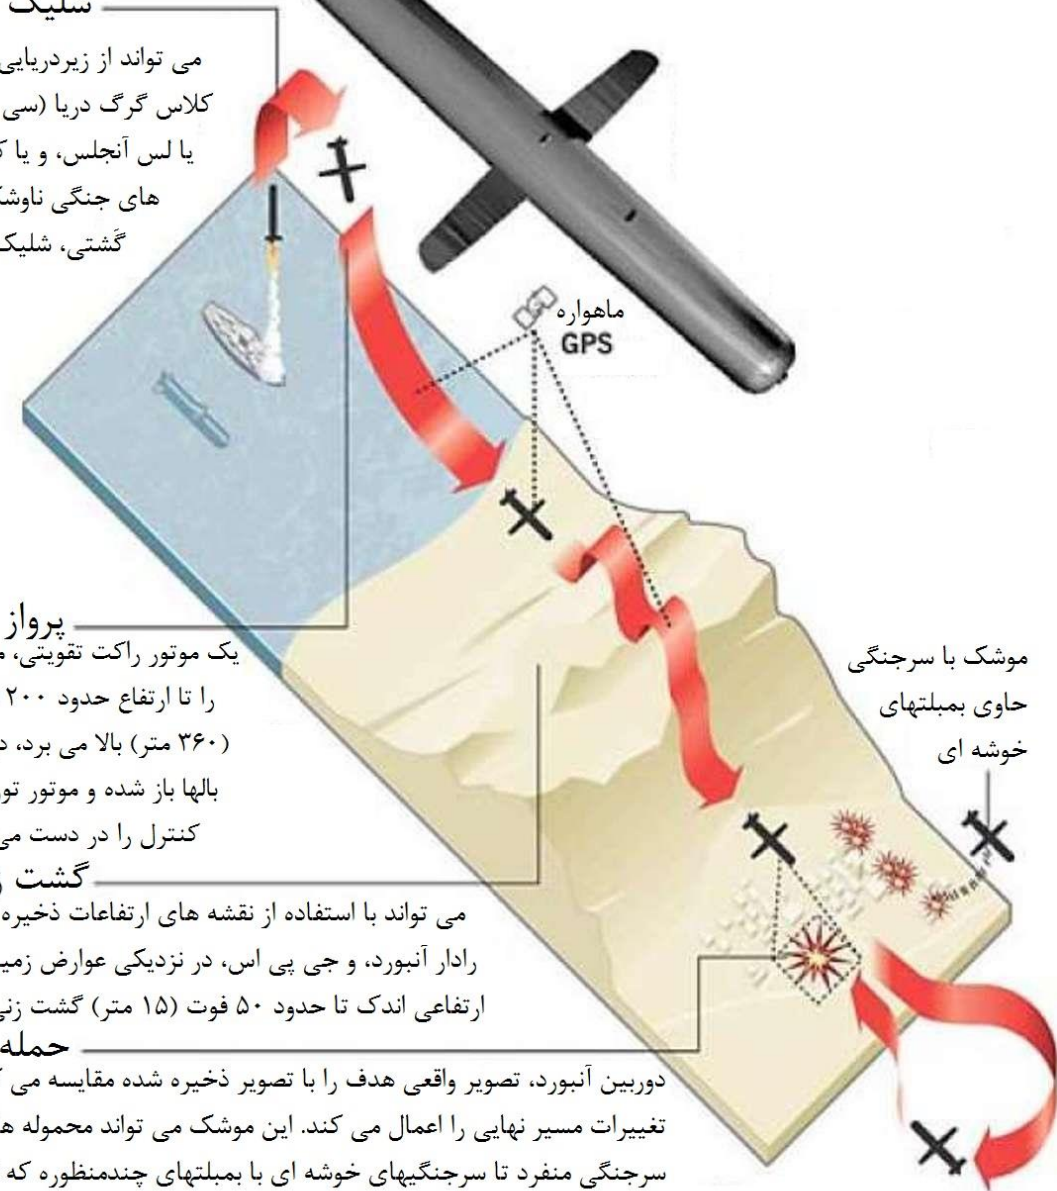 شلیک
می تواند از زیردریایی
کلاس گرگ دریا (سی
یا لس آنجلس، و یا
های جنگی
گَشتی، شلیک
ماهواره
GPS
پرواز
یک موتور راکت تقویتی،
را تا ارتفاع حدود ۲۰۰
(۳۶۰ متر) بالا می برد،
بالها باز شده و موتور
کنترل را در دست می
موشک با سرجنگی
حاوی بمبلتهای
خوشه ای
گشت
می تواند با استفاده از نقشه های ارتفاعات ذخیره
رادار آنبورد، و جی پی اس، در نزدیکی عوارض
ارتفاعی اندک تا حدود ۵۰ فوت (۱۵ متر) گشت زنی
حمله
دوربین آنبورد، تصویر واقعی هدف را با تصویر ذخیره شده مقایسه می
تغییرات مسیر نهایی را اعمال می کند. این موشک می تواند محموله
سرجنگی منفرد تا سرجنگیهای خوشه ای با بمبلتهای چندمنظوره که